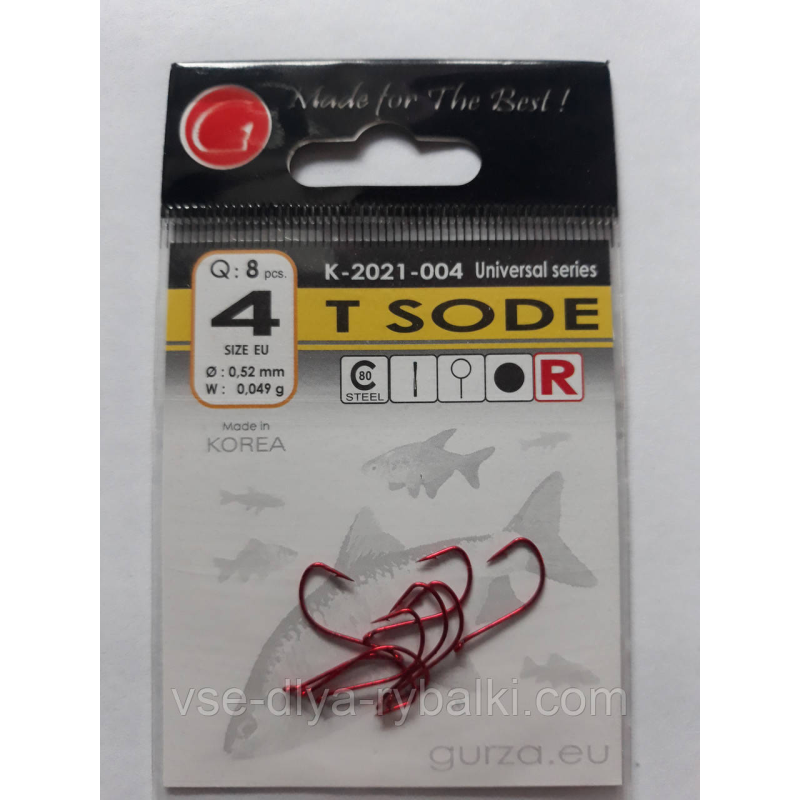 Made for The Best!
Q: 8 pcs.
4
SIZE EU
Ø: 0,52 mm
W: 0,049 g
Made in
KOREA
K-2021-004 Universal series
T SODE
C 80
STEEL
R
vse-dlya-rybalki.com
gurza.eu